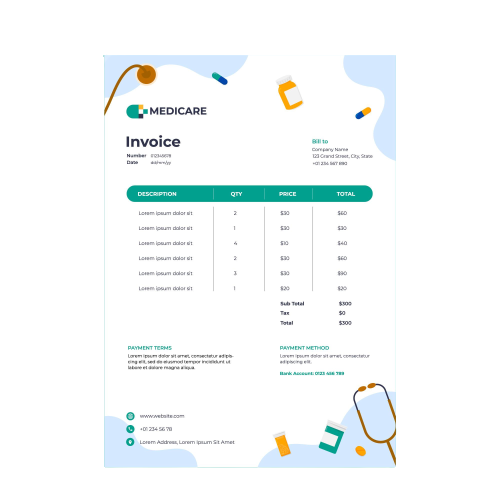 MEDICARE
Invoice
Number 012345678
Date dd/mm/yy
Bill to
Company Name
123 Grand Street, City, State
+01 234 567 890
DESCRIPTION QTY PRICE TOTAL
Lorem ipsum dolor sit 2 $30 $60
Lorem ipsum dolor sit 1 $30 $30
Lorem ipsum dolor sit 4 $10 $40
Lorem ipsum dolor sit 2 $30 $60
Lorem ipsum dolor sit 3 $30 $90
Lorem ipsum dolor sit 1 $20 $20
Sub Total $300
Tax $0
Total $300
PAYMENT TERMS
Lorem ipsum dolor sit amet, consectetur adipis-
cing elit, sed do eiusmod tempor incididunt ut
labore et dolore magna aliqua.
PAYMENT METHOD
Lorem ipsum dolor sit amet, consectetur
adipiscing elit.
Bank Account: 0123 456 789
www.website.com
+01 234 56 78
Lorem Address, Lorem Ipsum Sit Amet